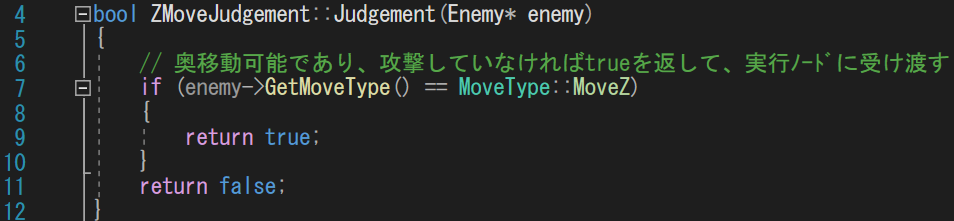 4 bool ZMoveJudgement::Judgement(Enemy* enemy)
5 {
6 // 奥移動可能であり、攻撃していなければtrueを返して、実行ﾉｰﾄﾞに受け渡す
7 if (enemy->GetMoveType() == MoveType::MoveZ)
8 {
9 return true;
10 }
11 return false;
12 }